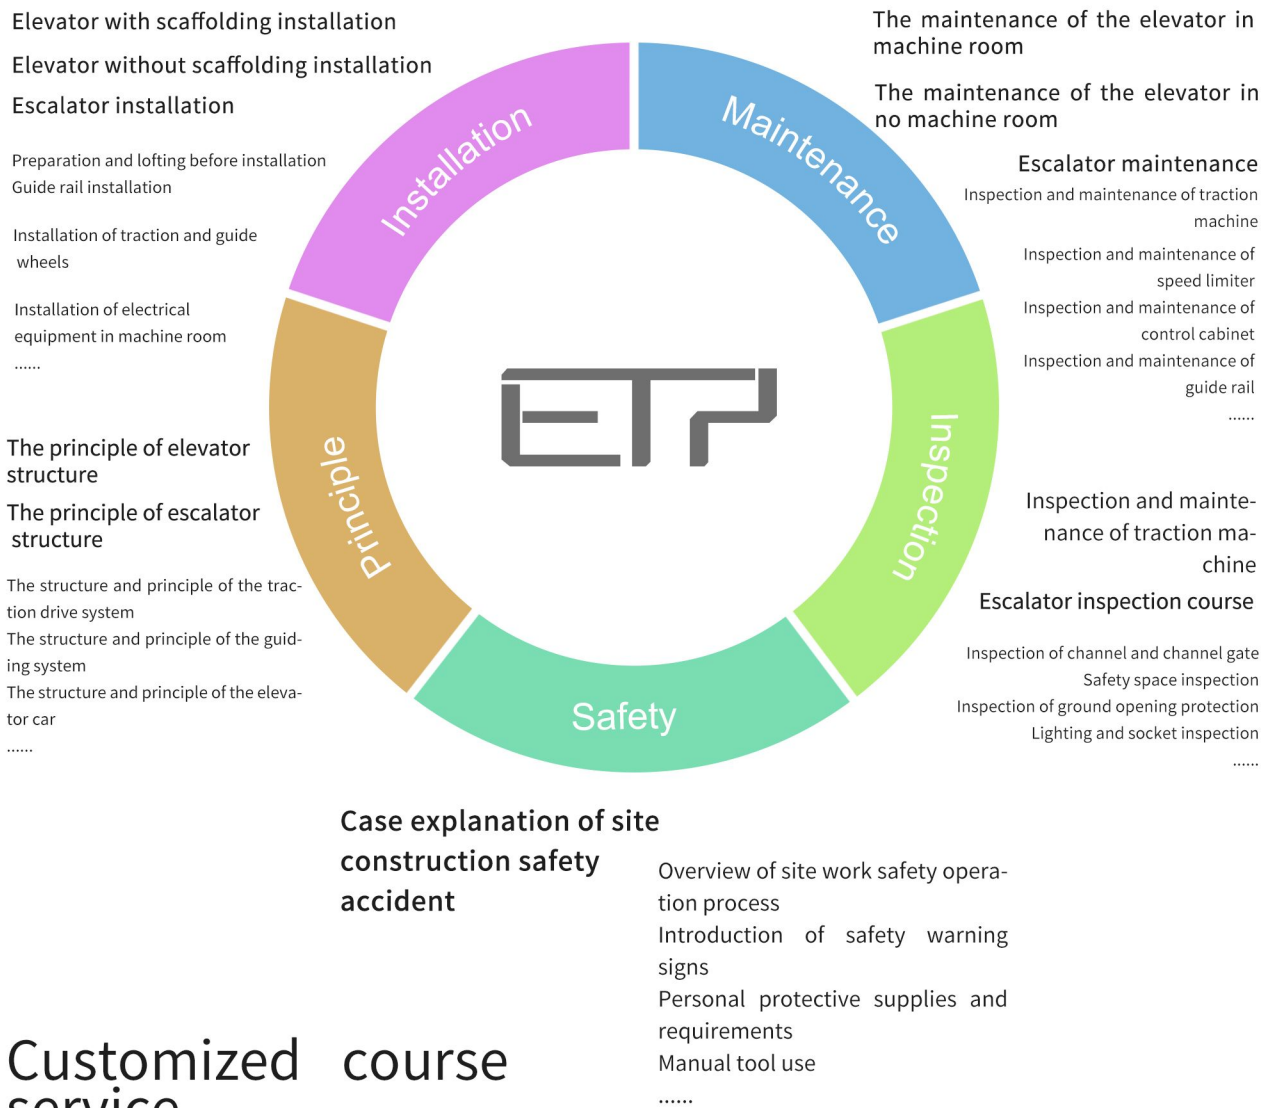 Elevator with scaffolding installation
Elevator without scaffolding installation
Escalator installation
Preparation and lofting before installation
Guide rail installation
Installation of traction and guide
wheels
Installation of electrical
equipment in machine room
......
The maintenance of the elevator in
machine room
The maintenance of the elevator in
no machine room
Escalator maintenance
Inspection and maintenance of traction
machine
Inspection and maintenance of
speed limiter
Inspection and maintenance of
control cabinet
Inspection and maintenance of
guide rail
......
Installation
Maintenance
Inspection
Safety
Principle
ETP
The principle of elevator
structure
The principle of escalator
structure
The structure and principle of the trac-
tion drive system
The structure and principle of the guid-
ing system
The structure and principle of the eleva-
tor car
......
Inspection and mainte-
nance of traction ma-
chine
Escalator inspection course
Inspection of channel and channel gate
Safety space inspection
Inspection of ground opening protection
Lighting and socket inspection
......
Case explanation of site
construction safety
accident
Overview of site work safety opera-
tion process
Introduction of safety warning
signs
Personal protective supplies and
requirements
Manual tool use
......
Customized course
service